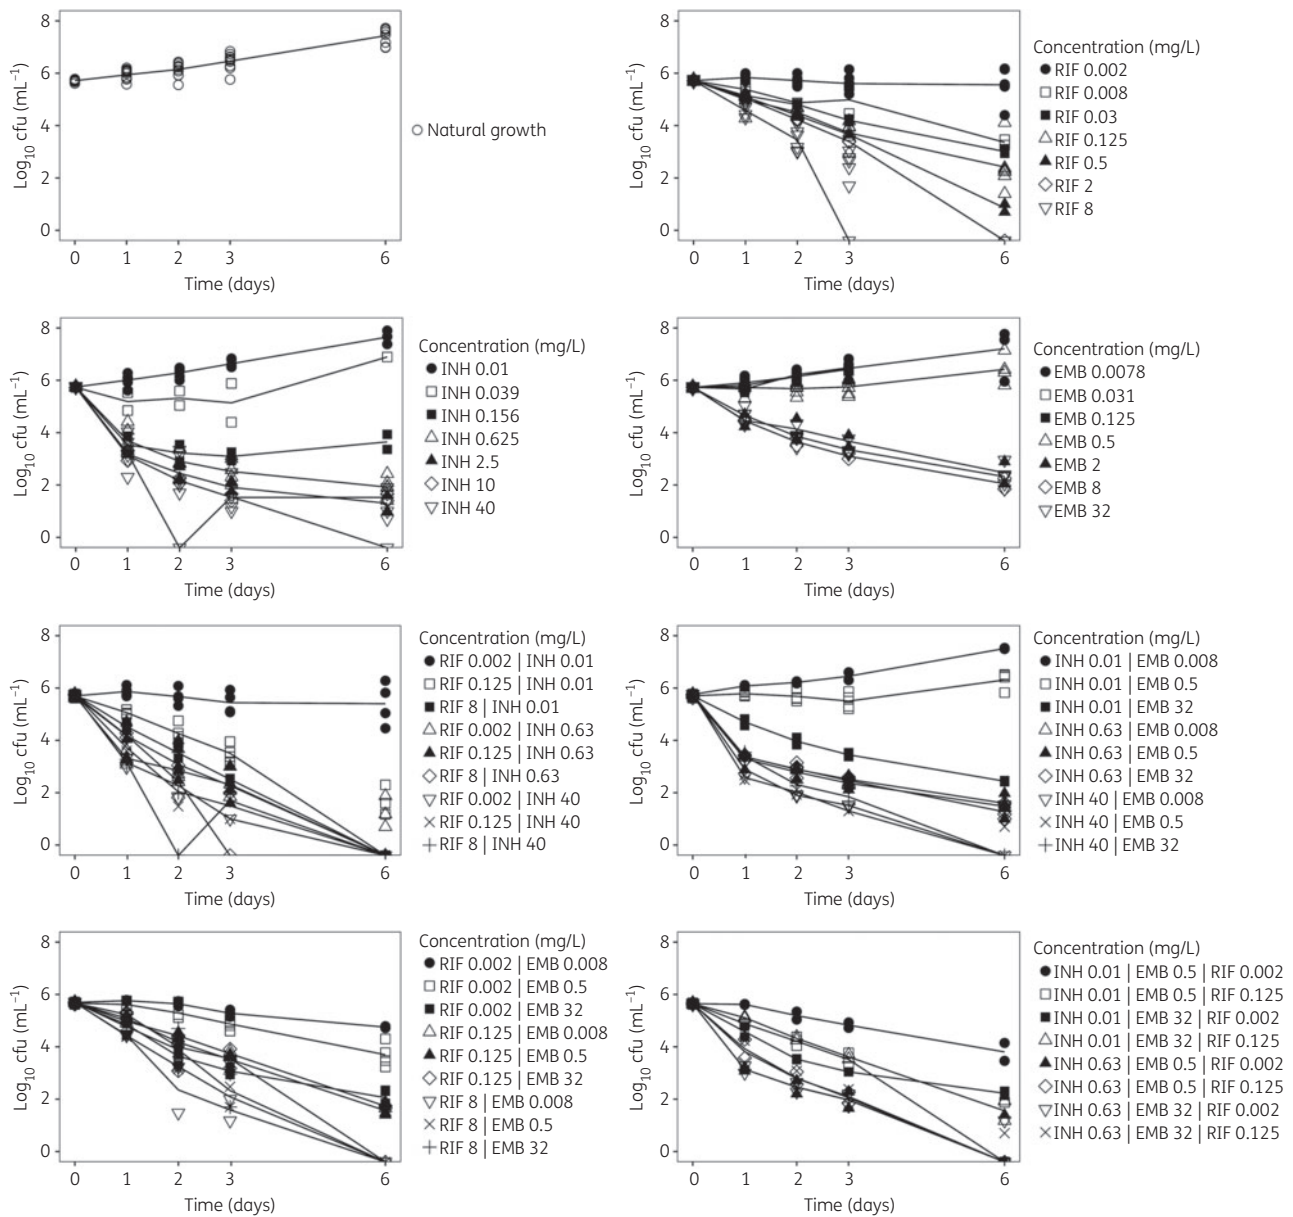 8
6
4
2
0
Log10 cfu (mL−1)
0 1 2 3 6
Time (days)
Natural growth
8
6
4
2
0
Log10 cfu (mL−1)
0 1 2 3 6
Time (days)
Concentration (mg/L)
RIF 0.002
RIF 0.008
RIF 0.03
RIF 0.125
RIF 0.5
RIF 2
RIF 8
8
6
4
2
0
Log10 cfu (mL−1)
0 1 2 3 6
Time (days)
Concentration (mg/L)
INH 0.01
INH 0.039
INH 0.156
INH 0.625
INH 2.5
INH 10
INH 40
8
6
4
2
0
Log10 cfu (mL−1)
0 1 2 3 6
Time (days)
Concentration (mg/L)
EMB 0.0078
EMB 0.031
EMB 0.125
EMB 0.5
EMB 2
EMB 8
EMB 32
8
6
4
2
0
Log10 cfu (mL−1)
0 1 2 3 6
Time (days)
Concentration (mg/L)
RIF 0.002 | INH 0.01
RIF 0.125 | INH 0.01
RIF 8 | INH 0.01
RIF 0.002 | INH 0.63
RIF 0.125 | INH 0.63
RIF 8 | INH 0.63
RIF 0.002 | INH 40
RIF 0.125 | INH 40
RIF 8 | INH 40
8
6
4
2
0
Log10 cfu (mL−1)
0 1 2 3 6
Time (days)
Concentration (mg/L)
INH 0.01 | EMB 0.008
INH 0.01 | EMB 0.5
INH 0.01 | EMB 32
INH 0.63 | EMB 0.008
INH 0.63 | EMB 0.5
INH 0.63 | EMB 32
INH 40 | EMB 0.008
INH 40 | EMB 0.5
INH 40 | EMB 32
8
6
4
2
0
Log10 cfu (mL−1)
0 1 2 3 6
Time (days)
Concentration (mg/L)
RIF 0.002 | EMB 0.008
RIF 0.002 | EMB 0.5
RIF 0.002 | EMB 32
RIF 0.125 | EMB 0.008
RIF 0.125 | EMB 0.5
RIF 0.125 | EMB 32
RIF 8 | EMB 0.008
RIF 8 | EMB 0.5
RIF 8 | EMB 32
8
6
4
2
0
Log10 cfu (mL−1)
0 1 2 3 6
Time (days)
Concentration (mg/L)
INH 0.01 | EMB 0.5 | RIF 0.002
INH 0.01 | EMB 0.5 | RIF 0.125
INH 0.01 | EMB 32 | RIF 0.002
INH 0.01 | EMB 32 | RIF 0.125
INH 0.63 | EMB 0.5 | RIF 0.002
INH 0.63 | EMB 0.5 | RIF 0.125
INH 0.63 | EMB 32 | RIF 0.002
INH 0.63 | EMB 32 | RIF 0.125